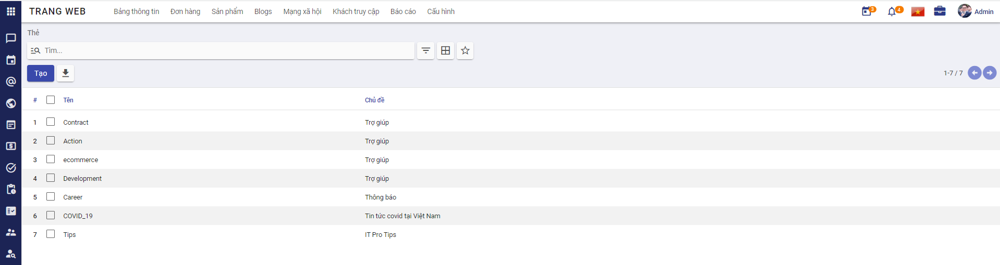 TRANG WEB Bảng thông tin Đơn hàng Sản phẩm Blogs Mạng xã hội Khách truy cập Báo cáo Cấu hình 3 4 Admin
Thẻ
Tìm...
Tạo 1-7 / 7
# Tên Chủ đề
1 Contract Trợ giúp
2 Action Trợ giúp
3 ecommerce Trợ giúp
4 Development Trợ giúp
5 Career Thông báo
6 COVID_19 Tin tức covid tại Việt Nam
7 Tips IT Pro Tips